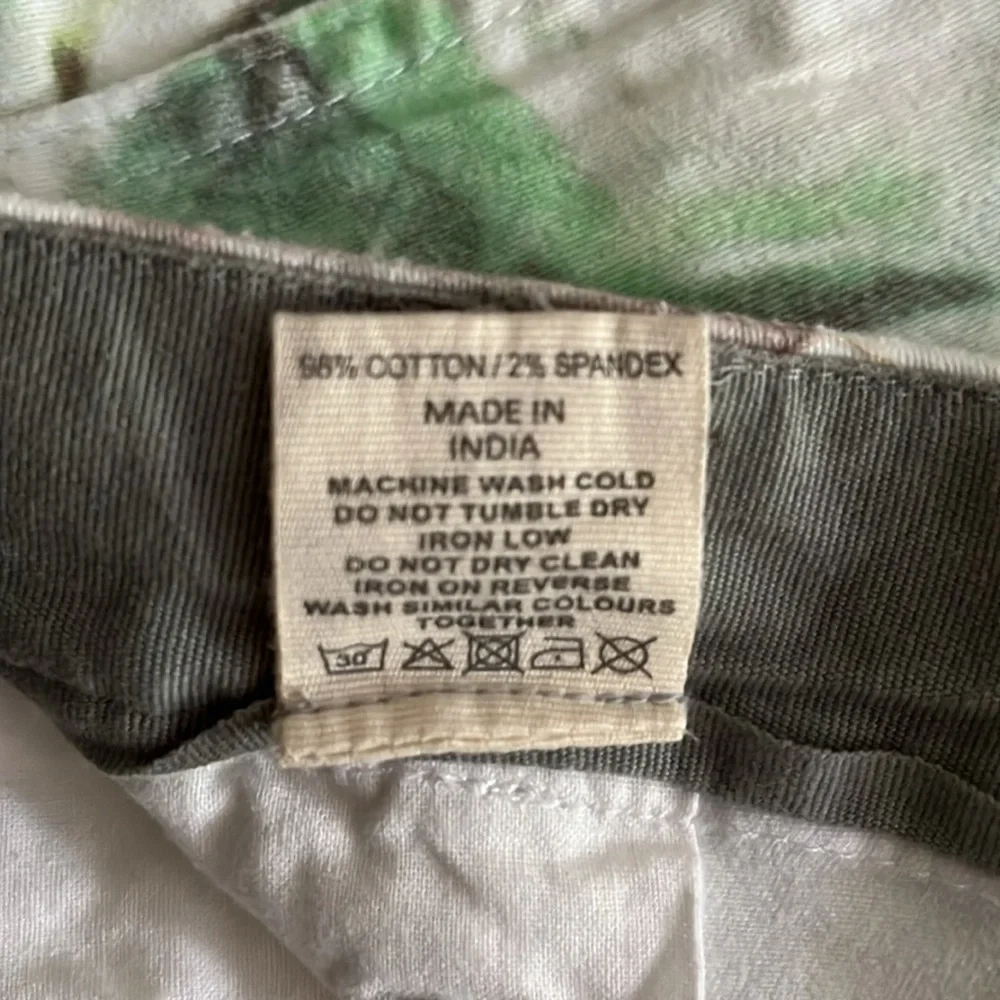 98% COTTON / 2% SPANDEX
MADE IN
INDIA
MACHINE WASH COLD
DO NOT TUMBLE DRY
IRON LOW
DO NOT DRY CLEAN
IRON ON REVERSE
WASH SIMILAR COLOURS
TOGETHER
30